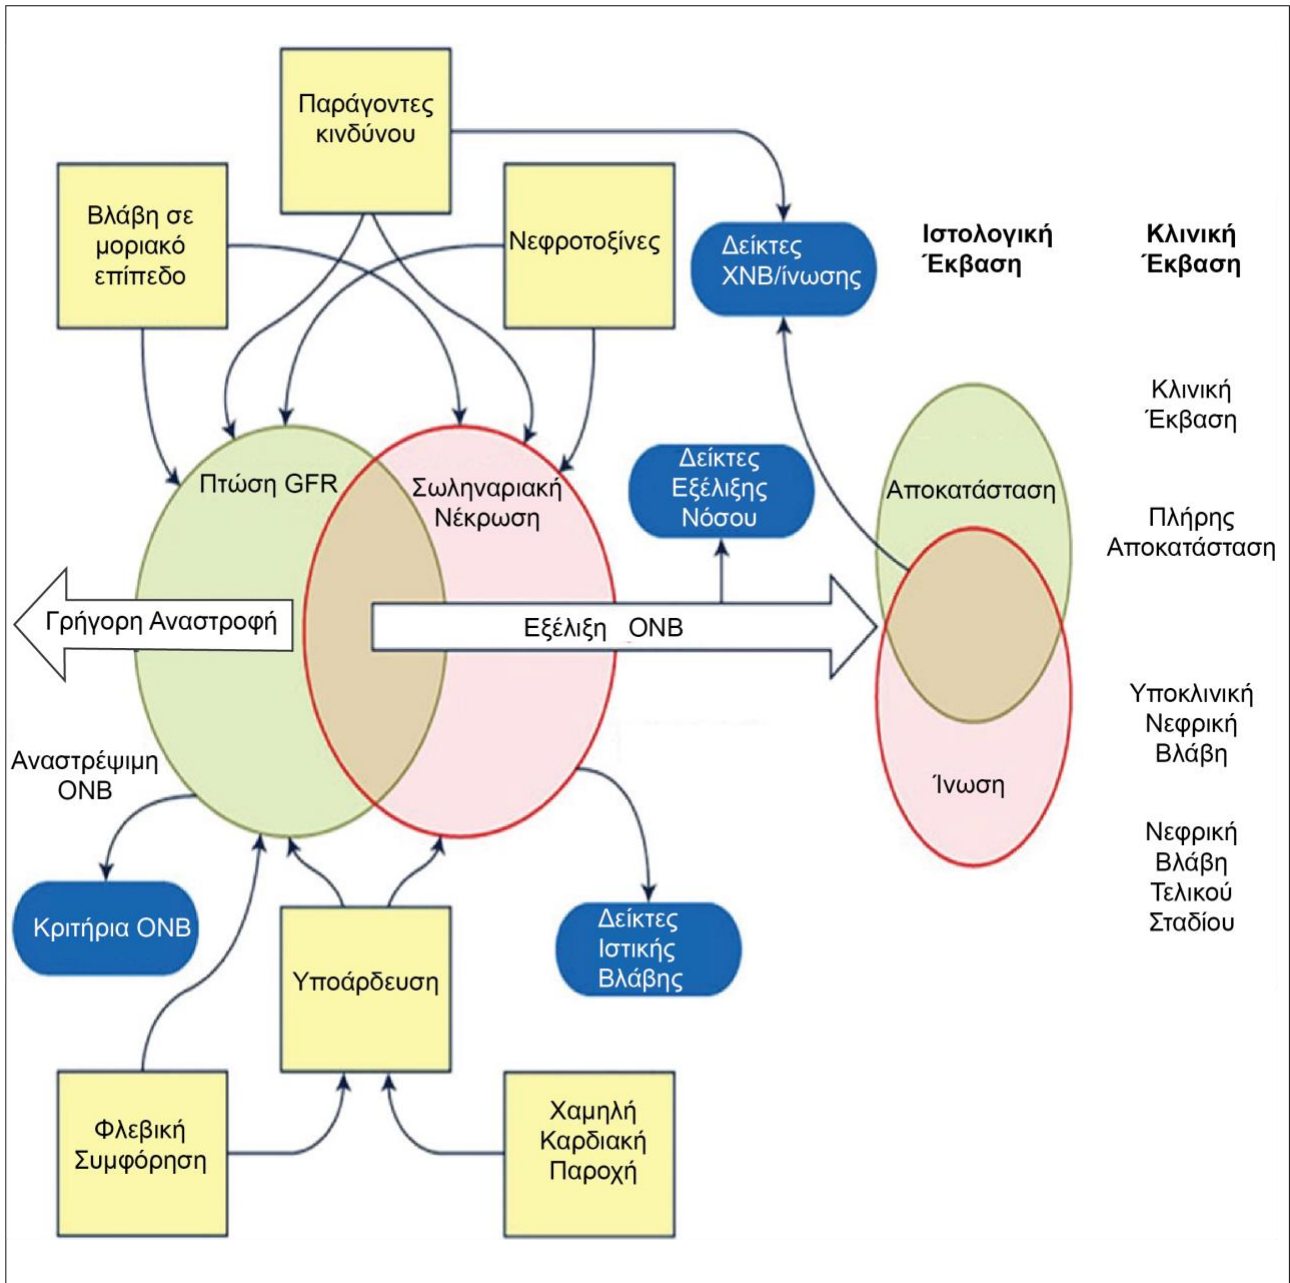 Παράγοντες
κινδύνου
Βλάβη σε
μοριακό
επίπεδο
Νεφροτοξίνες
Δείκτες
ΧΝΒ/ίνωσης
Ιστολογική
Έκβαση
Κλινική
Έκβαση
Κλινική
Έκβαση
Πτώση GFR
Σωληναριακή
Νέκρωση
Δείκτες
Εξέλιξης
Νόσου
Αποκατάσταση
Πλήρης
Αποκατάσταση
Γρήγορη Αναστροφή
Εξέλιξη ΟΝΒ
Υποκλινική
Νεφρική
Βλάβη
Αναστρέψιμη
ΟΝΒ
Ίνωση
Νεφρική
Βλάβη
Τελικού
Σταδίου
Κριτήρια ΟΝΒ
Υποάρδευση
Δείκτες
Ιστικής
Βλάβης
Φλεβική
Συμφόρηση
Χαμηλή
Καρδιακή
Παροχή